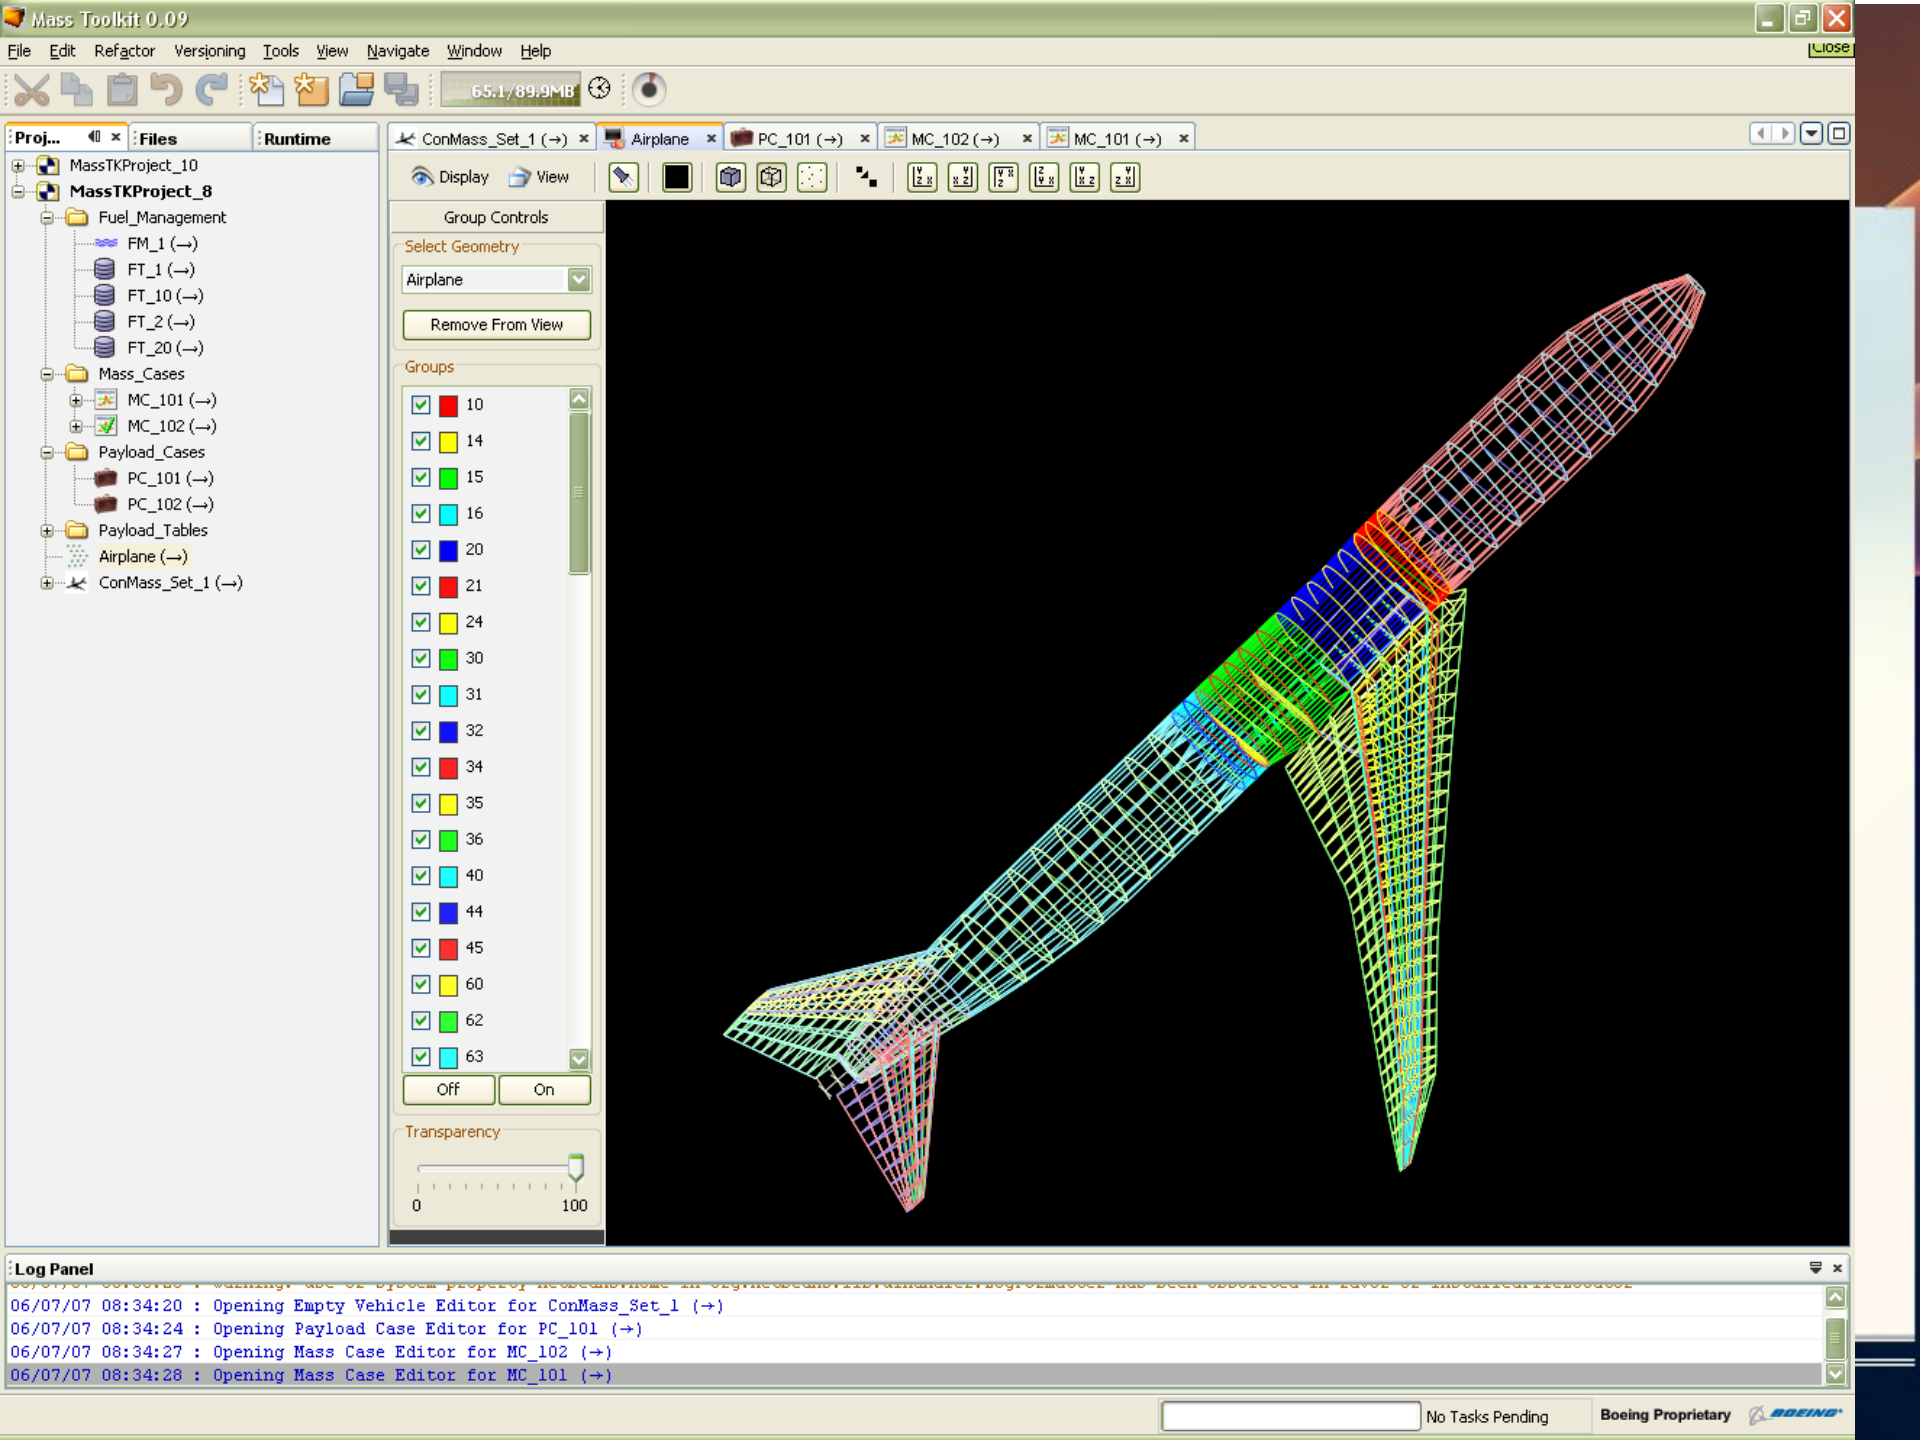 Mass Toolkit 0.09
File Edit Refactor Versioning Tools View Navigate Window Help
Close
65.1/89.9MB
Proj... Files Runtime
ConMass_Set_1 (→) Airplane PC_101 (→) MC_102 (→) MC_101 (→)
Display View
MassTKProject_10
MassTKProject_8
Fuel_Management
FM_1 (→)
FT_1 (→)
FT_10 (→)
FT_2 (→)
FT_20 (→)
Mass_Cases
MC_101 (→)
MC_102 (→)
Payload_Cases
PC_101 (→)
PC_102 (→)
Payload_Tables
Airplane (→)
ConMass_Set_1 (→)
Group Controls
Select Geometry
Airplane
Remove From View
Groups
10
14
15
16
20
21
24
30
31
32
34
35
36
40
44
45
60
62
63
Off On
Transparency
0 100
Log Panel
06/07/07 08:34:20 : Opening Empty Vehicle Editor for ConMass_Set_1 (→)
06/07/07 08:34:24 : Opening Payload Case Editor for PC_101 (→)
06/07/07 08:34:27 : Opening Mass Case Editor for MC_102 (→)
06/07/07 08:34:28 : Opening Mass Case Editor for MC_101 (→)
No Tasks Pending
Boeing Proprietary BOEING